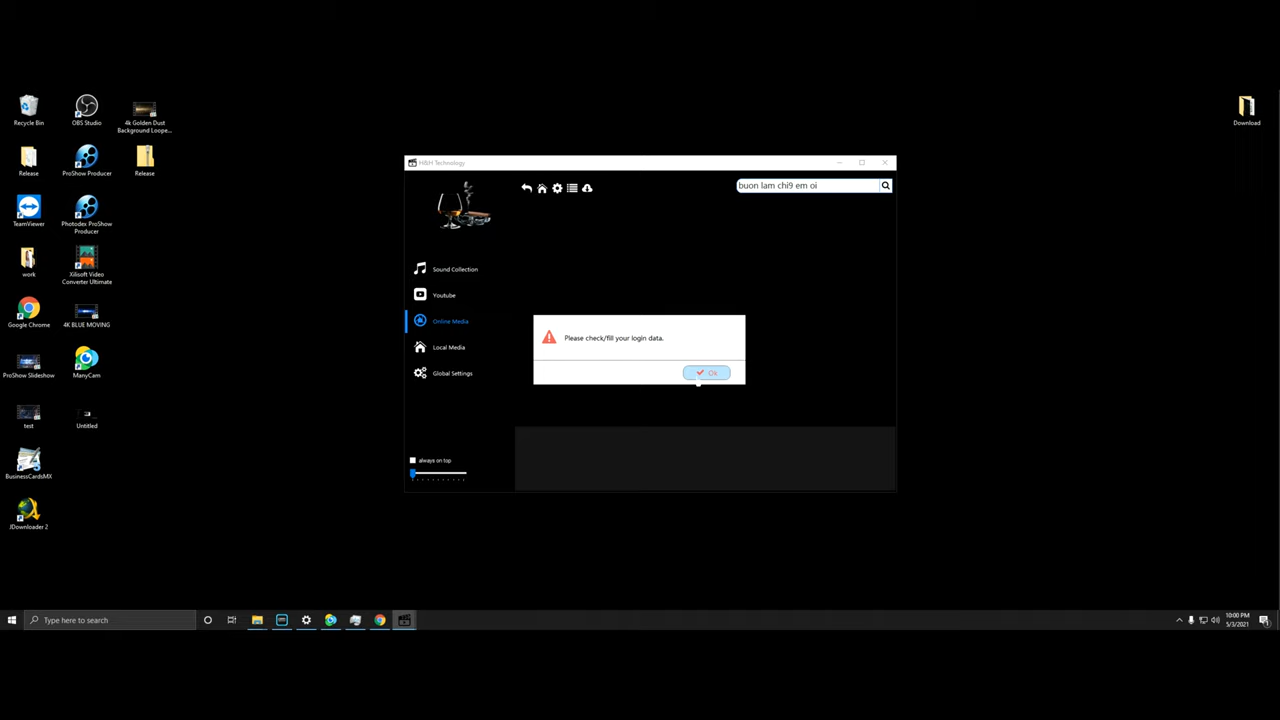 Recycle Bin
OBS Studio
4k Golden Dust
Background Loope...
Download
Release
ProShow Producer
Release
TeamViewer
Photodex ProShow
Producer
work
Xilisoft Video
Converter Ultimate
Google Chrome
4K BLUE MOVING
ProShow Slideshow
ManyCam
test
Untitled
BusinessCardsMX
JDownloader 2
H&H Technology
buon lam chi9 em oi
Sound Collection
Youtube
Online Media
Local Media
Global Settings
Please check/fill your login data.
Ok
always on top
Type here to search
10:00 PM
5/3/2021